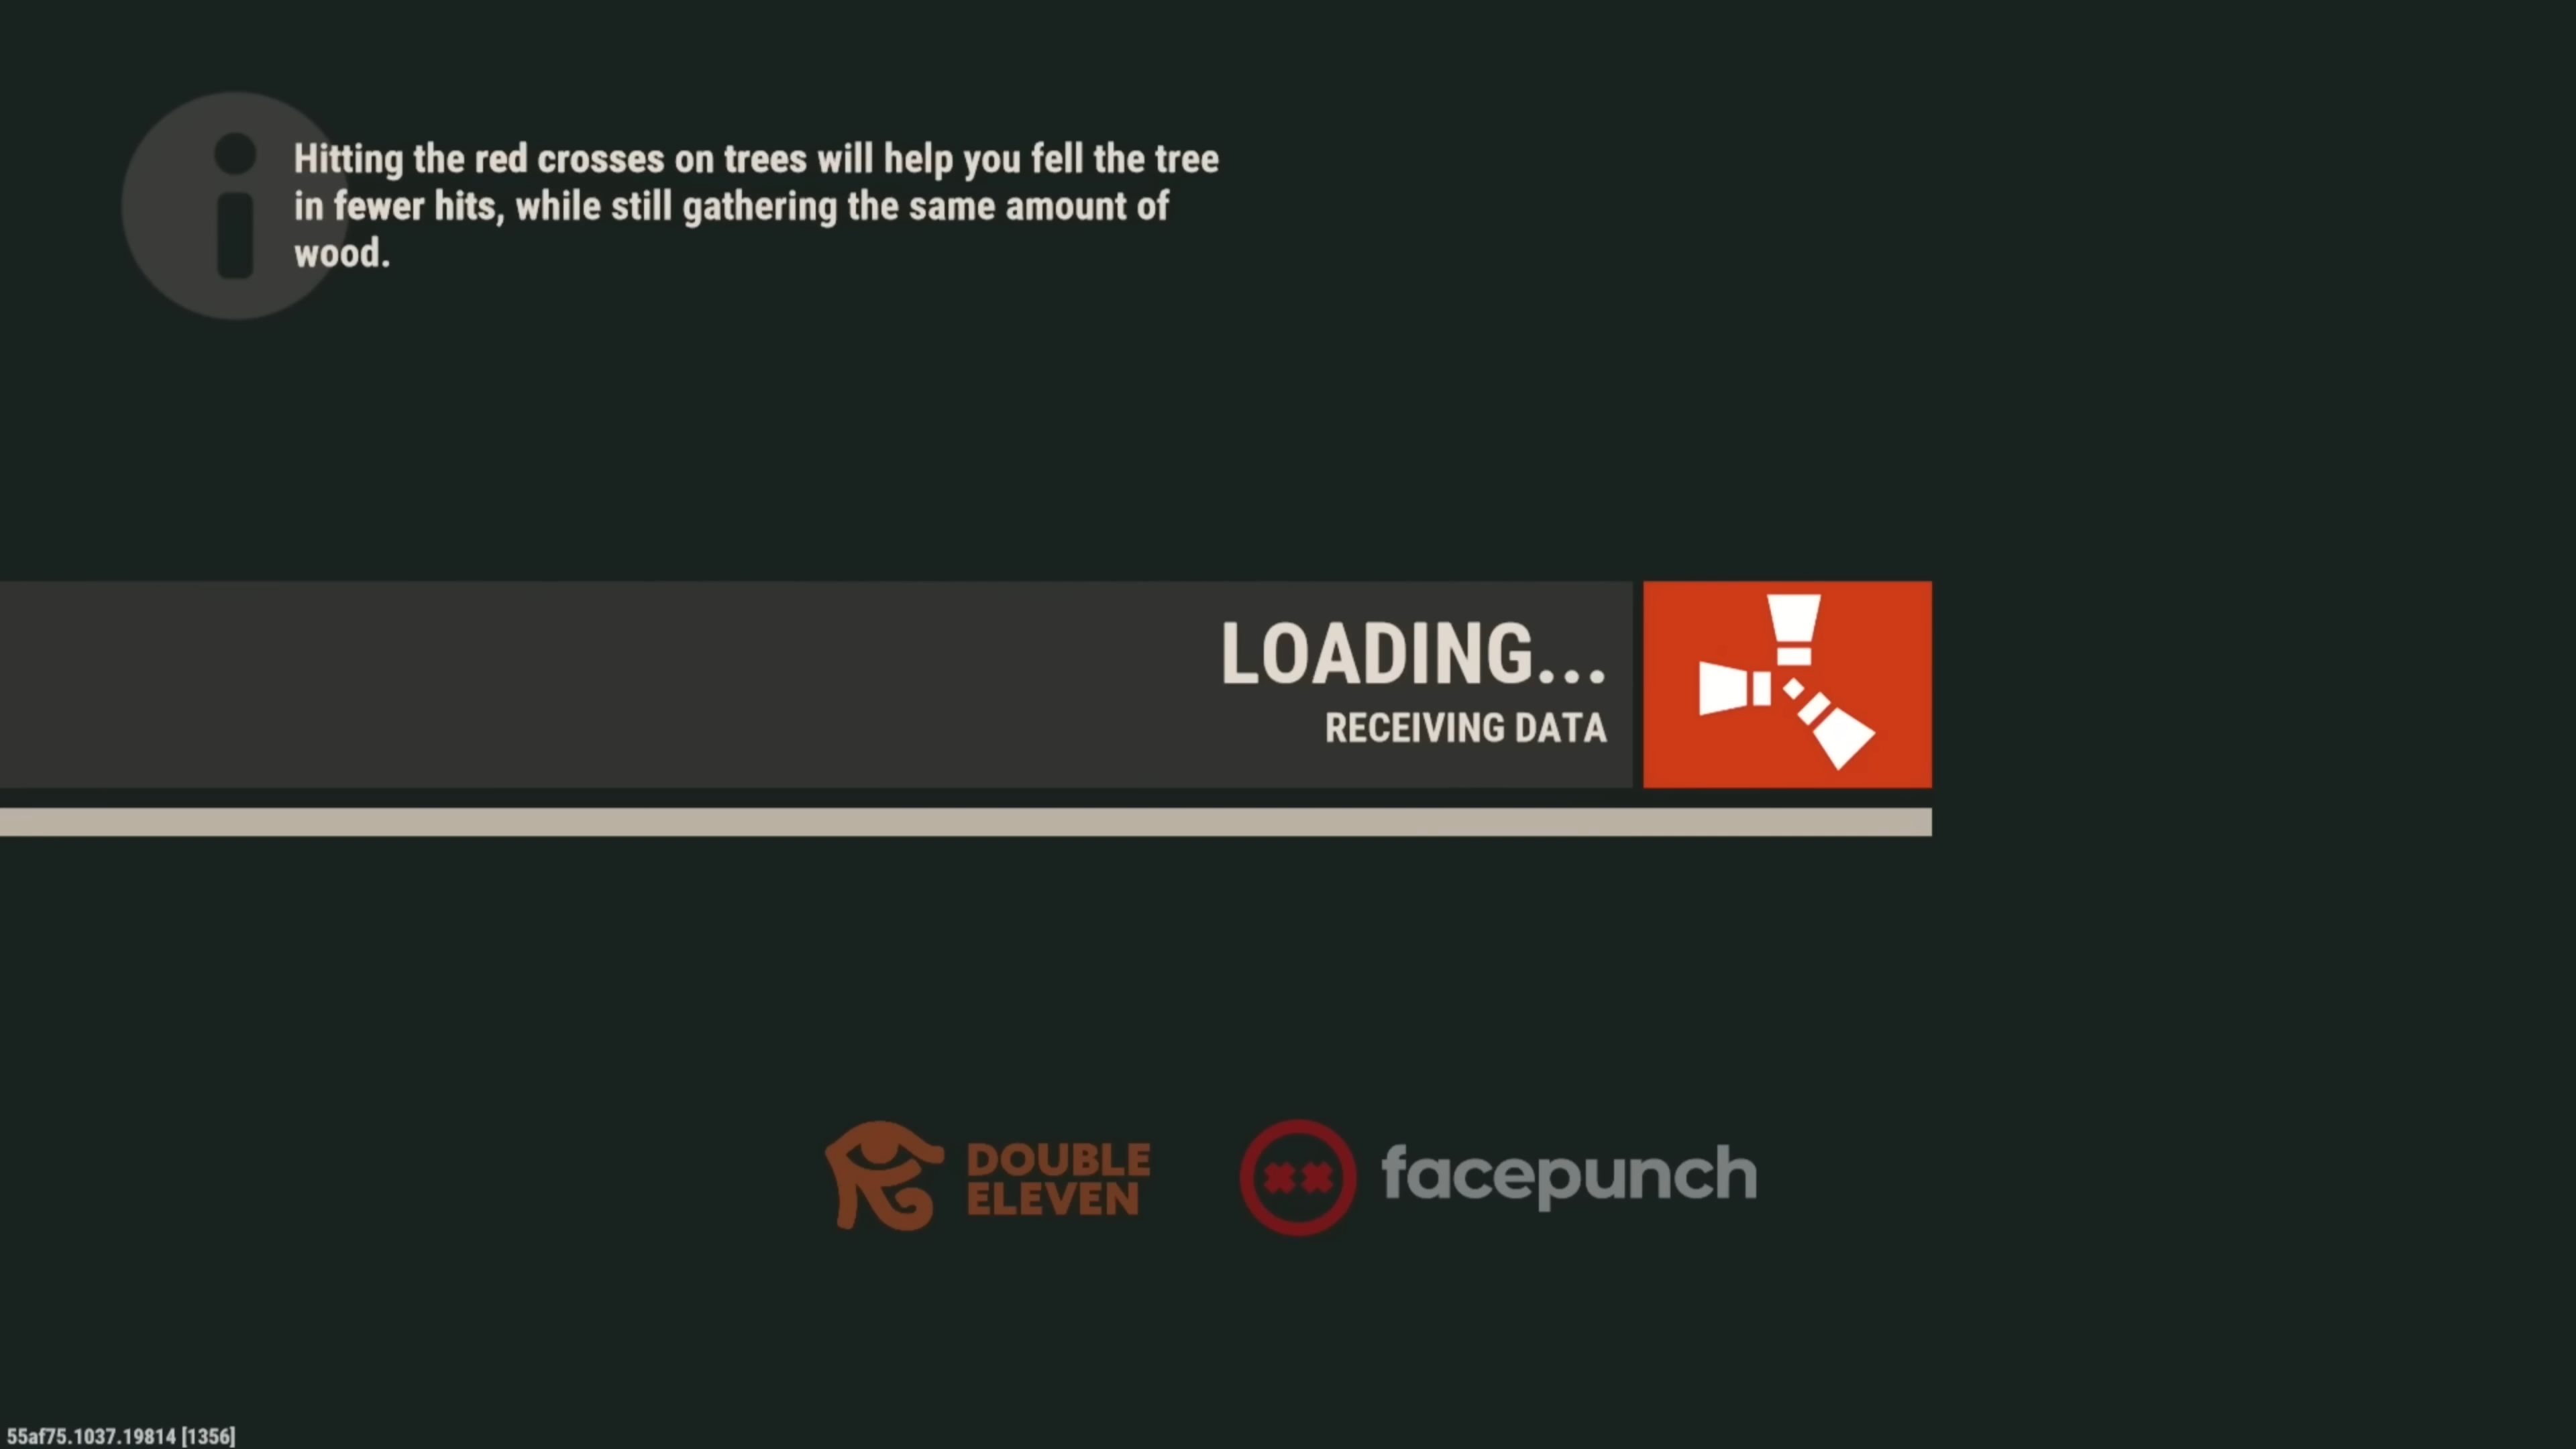 Hitting the red crosses on trees will help you fell the tree
in fewer hits, while still gathering the same amount of
wood.
LOADING...
RECEIVING DATA
DOUBLE
ELEVEN
facepunch
55af75.1037.19814 [1356]